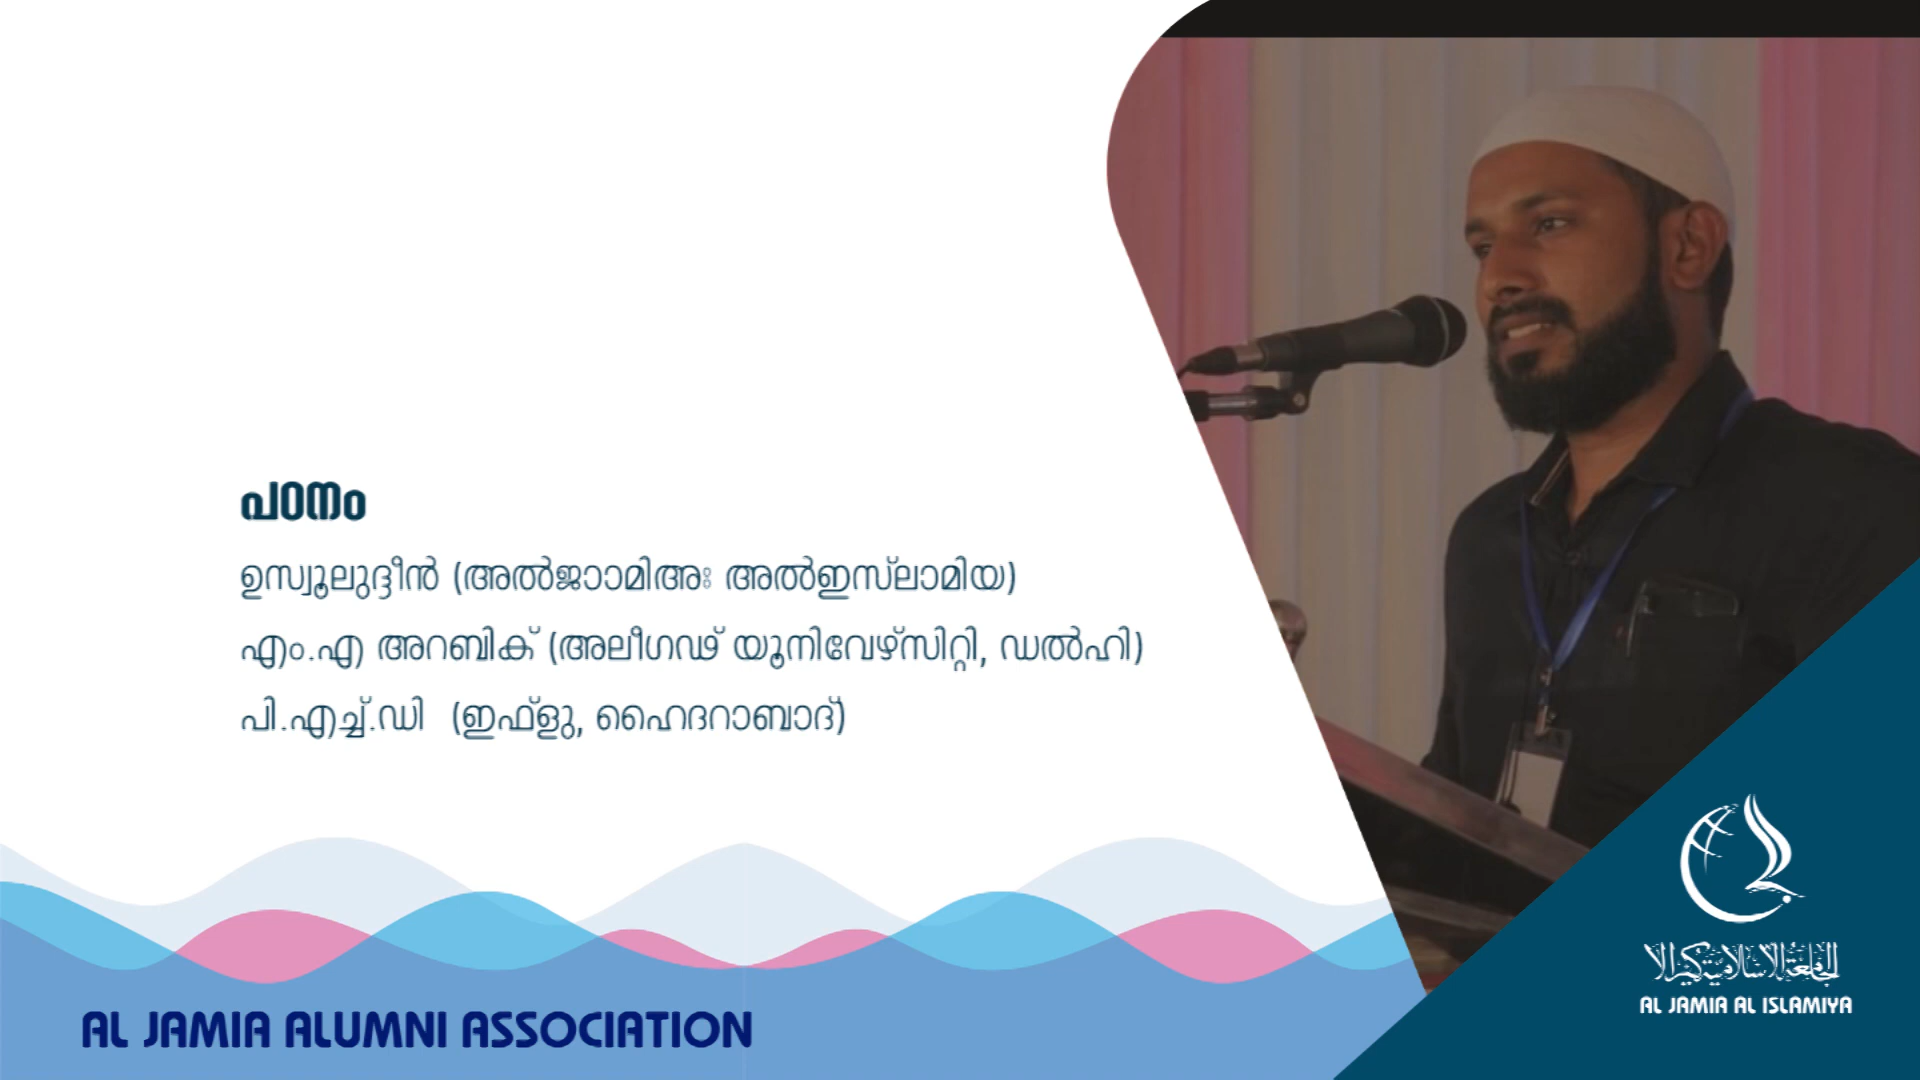 പഠനം
ഉസ്വൂലുദ്ദീൻ (അൽജാാമിഅഃ അൽഇസ്‌ലാമിയ)
എം.എ അറബിക് (അലീഗഢ് യൂനിവേഴ്സിറ്റി, ഡൽഹി)
പി.എച്ച്.ഡി (ഇഫ്ളു, ഹൈദറാബാദ്)
AL JAMIA ALUMNI ASSOCIATION
AL JAMIA AL ISLAMIYA